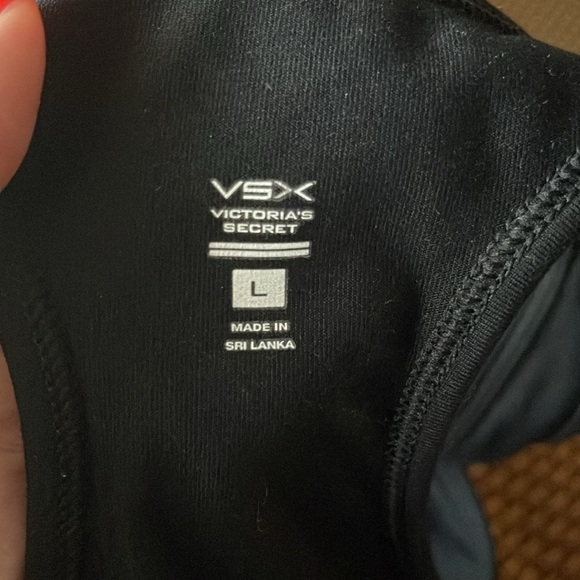 VSX
VICTORIA'S
SECRET
L
MADE IN
SRI LANKA